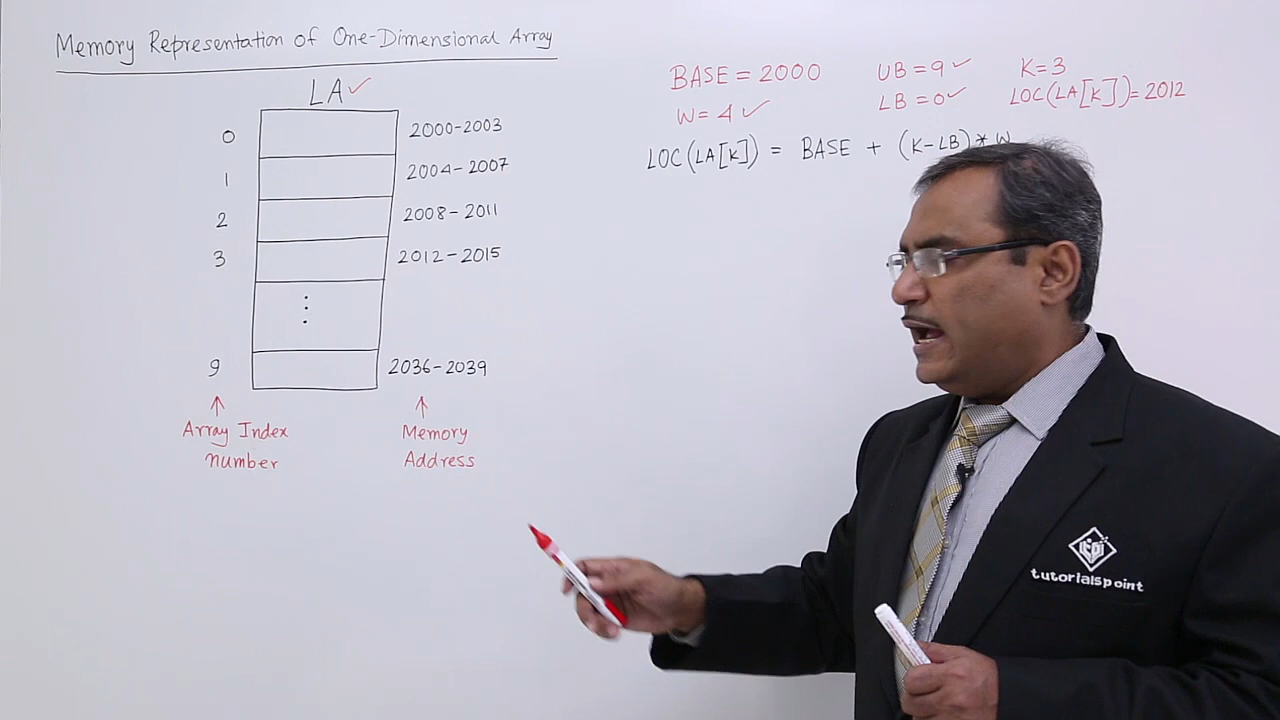 Memory Representation of One-Dimensional Array
LA ✓
0 2000-2003
1 2004-2007
2 2008-2011
3 2012-2015
⋮
9 2036-2039
↑ ↑
Array Index Memory
Number Address
BASE = 2000 UB = 9 ✓ K = 3
W = 4 ✓ LB = 0 ✓ LOC(LA[K]) = 2012
LOC(LA[K]) = BASE + (K-LB) * W
tutorialspoint